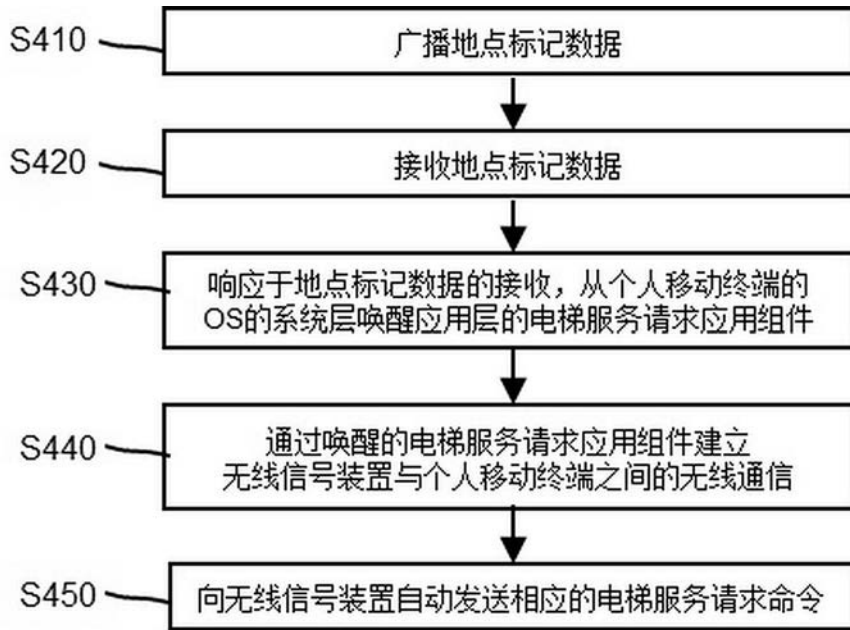 S410
广播地点标记数据
S420
接收地点标记数据
S430
响应于地点标记数据的接收，从个人移动终端的
OS的系统层唤醒应用层的电梯服务请求应用组件
S440
通过唤醒的电梯服务请求应用组件建立
无线信号装置与个人移动终端之间的无线通信
S450
向无线信号装置自动发送相应的电梯服务请求命令